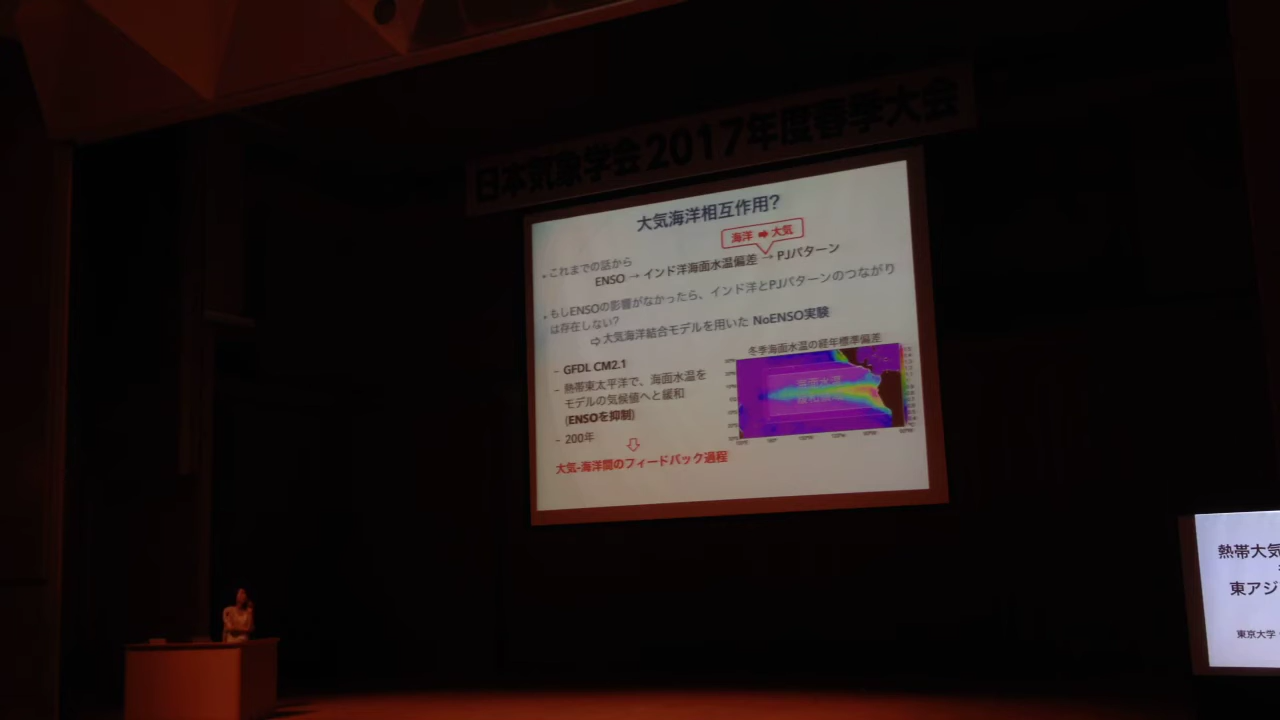 日本気象学会2017年度春季大会
大気海洋相互作用?
海洋 ➡ 大気
・これまでの話から
ENSO → インド洋海面水温偏差 → PJパターン
・もしENSOの影響がなかったら、インド洋とPJパターンのつながり
は存在しない?
⇨ 大気海洋結合モデルを用いた NoENSO実験
冬季海面水温の経年標準偏差
– GFDL CM2.1
– 熱帯東太平洋で、海面水温を
モデルの気候値へと緩和
(ENSOを抑制)
– 200年
大気-海洋間のフィードバック過程
熱帯大気
東アジ
東京大学